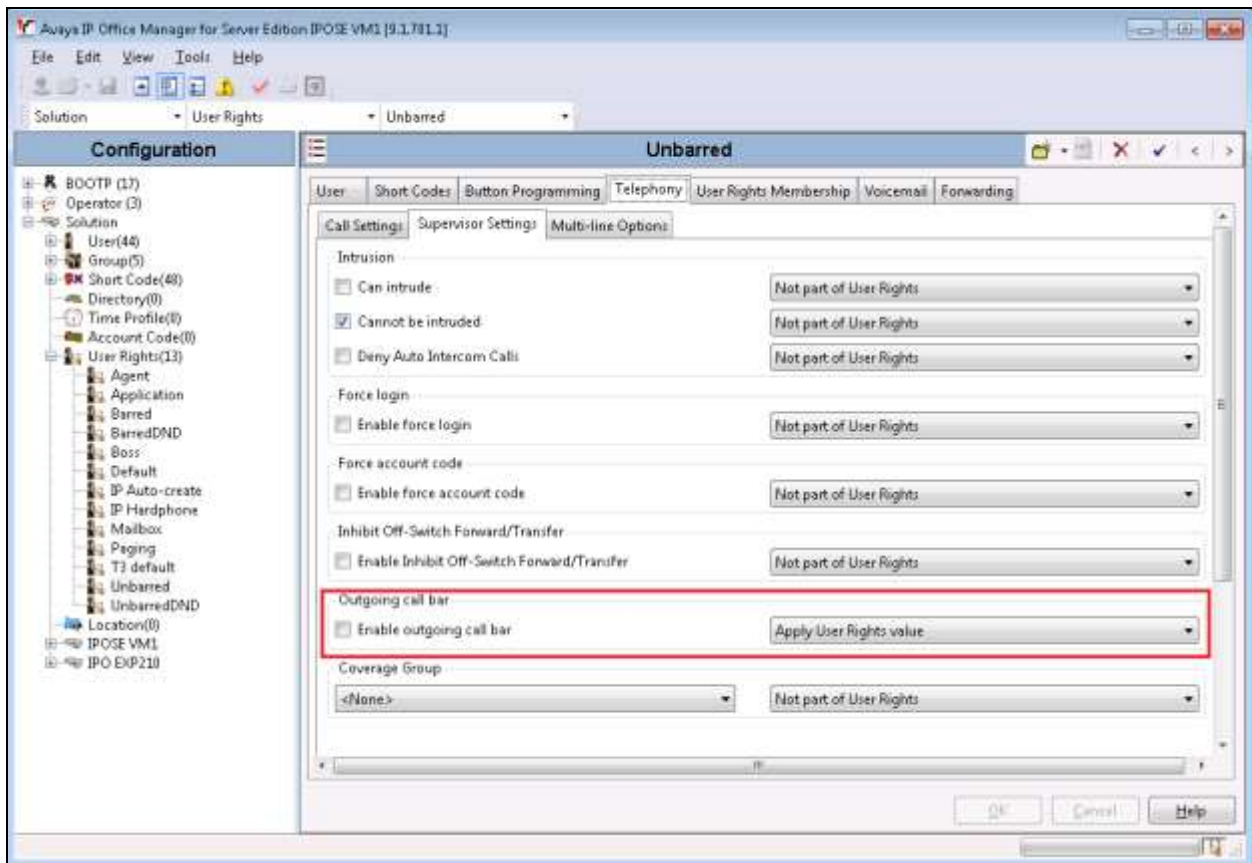 Avaya IP Office Manager for Server Edition IPOSE VM1 [9.1.701.1]
File Edit View Tools Help
Solution User Rights Unbarred
Configuration
BOOTP (17)
Operator (3)
Solution
User(44)
Group(5)
Short Code(48)
Directory(0)
Time Profile(0)
Account Code(0)
User Rights(13)
Agent
Application
Barred
BarredDND
Boss
Default
IP Auto-create
IP Hardphone
Mailbox
Paging
T3 default
Unbarred
UnbarredDND
Location(0)
IPOSE VM1
IPO EXP210
Unbarred
User Short Codes Button Programming Telephony User Rights Membership Voicemail Forwarding
Call Settings Supervisor Settings Multi-line Options
Intrusion
Can intrude Not part of User Rights
Cannot be intruded Not part of User Rights
Deny Auto Intercom Calls Not part of User Rights
Force login
Enable force login Not part of User Rights
Force account code
Enable force account code Not part of User Rights
Inhibit Off-Switch Forward/Transfer
Enable Inhibit Off-Switch Forward/Transfer Not part of User Rights
Outgoing call bar
Enable outgoing call bar Apply User Rights value
Coverage Group
<None> Not part of User Rights
OK Cancel Help